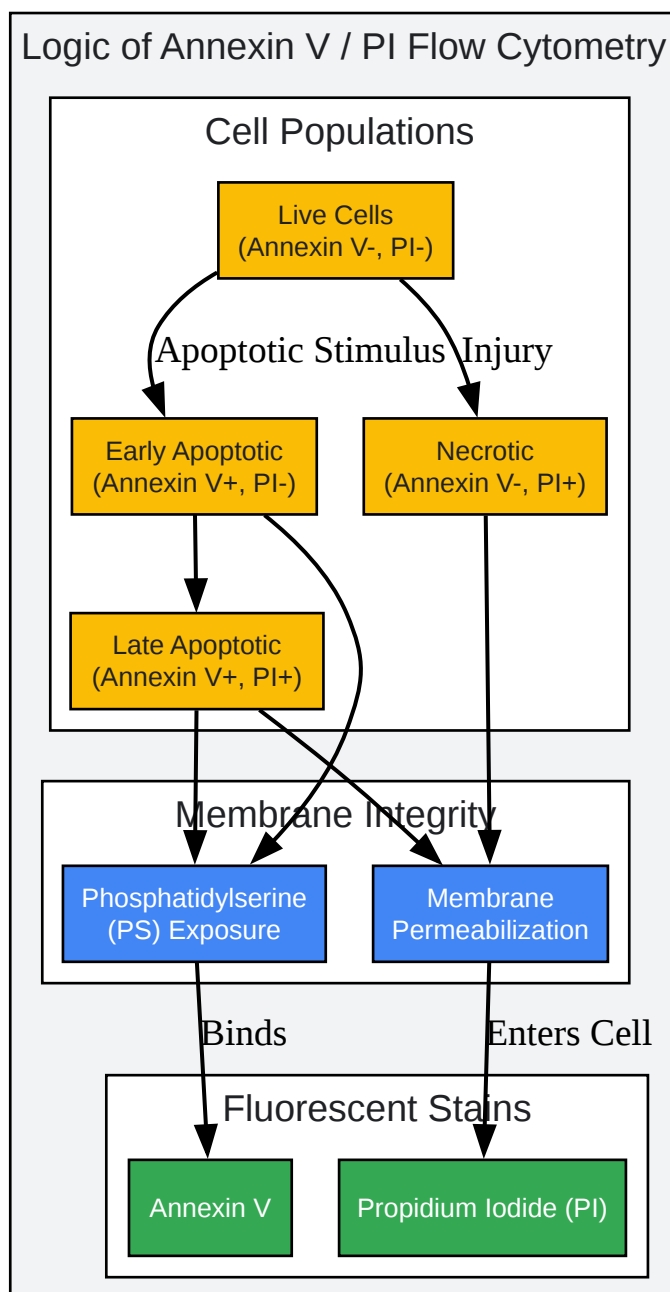 Logic of Annexin V / PI Flow Cytometry
Cell Populations
Live Cells
(Annexin V-, PI-)
Apoptotic Stimulus
Injury
Early Apoptotic
(Annexin V+, PI-)
Necrotic
(Annexin V-, PI+)
Late Apoptotic
(Annexin V+, PI+)
Membrane Integrity
Phosphatidylserine
(PS) Exposure
Membrane
Permeabilization
Binds
Enters Cell
Fluorescent Stains
Annexin V
Propidium Iodide (PI)